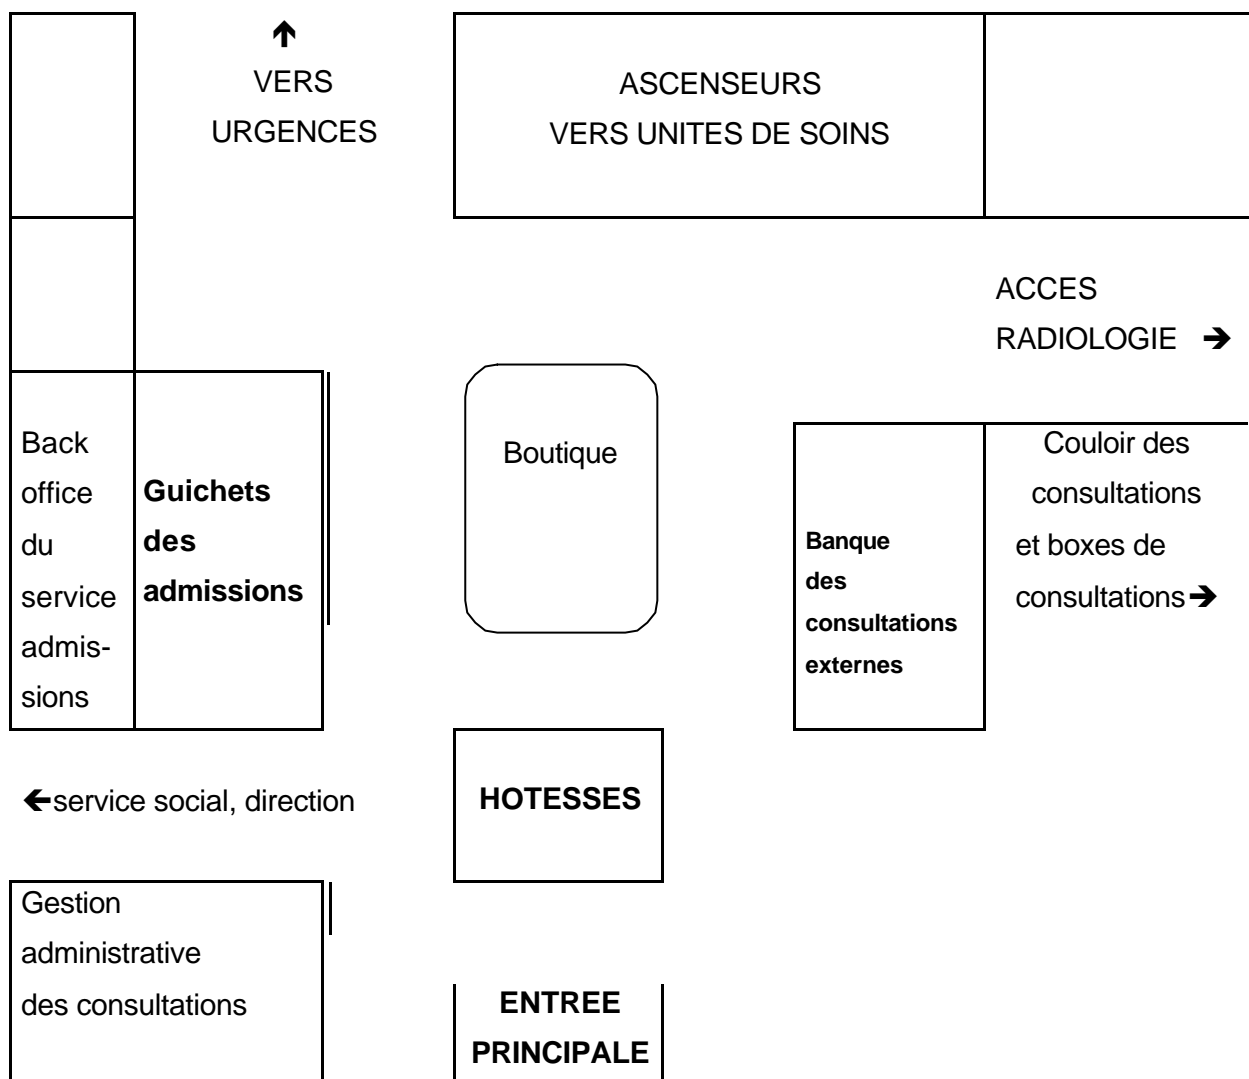 🡩
VERS
URGENCES
ASCENSEURS
VERS UNITES DE SOINS
ACCES
RADIOLOGIE ➔
Back
office
du
service
admis-
sions
Guichets
des
admissions
Boutique
Banque
des
consultations
externes
Couloir des
consultations
et boxes de
consultations➔
🡨service social, direction
HOTESSES
Gestion
administrative
des consultations
ENTREE
PRINCIPALE